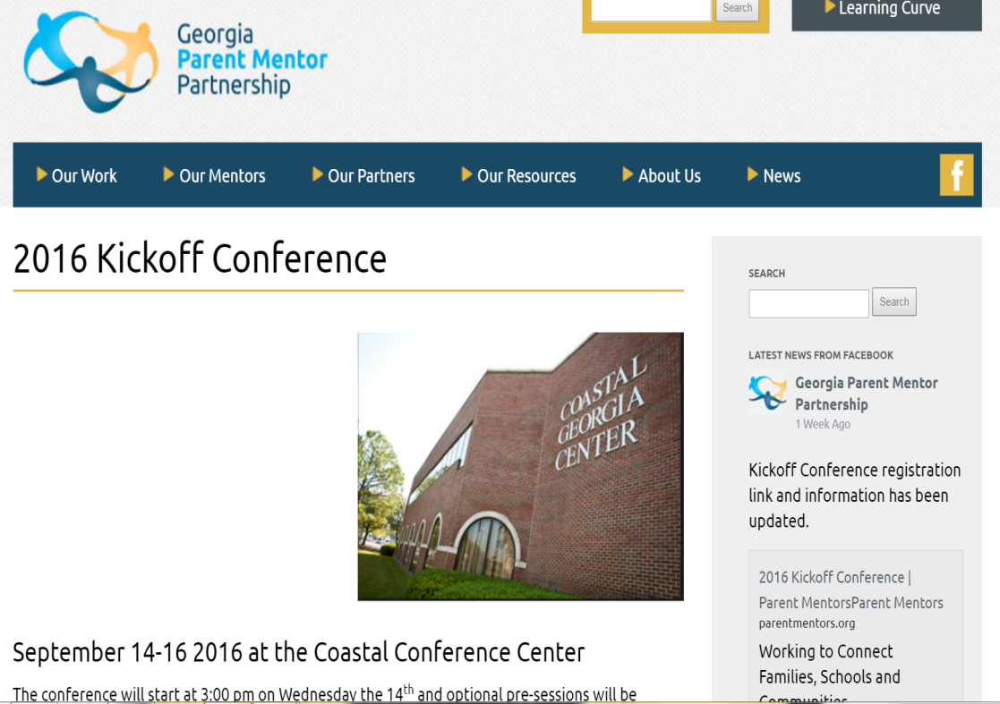 Search
Learning Curve
Georgia
Parent Mentor
Partnership
Our Work
Our Mentors
Our Partners
Our Resources
About Us
News
f
2016 Kickoff Conference
COASTAL
GEORGIA
CENTER
September 14-16 2016 at the Coastal Conference Center
The conference will start at 3:00 pm on Wednesday the 14th and optional pre-sessions will be
SEARCH
Search
LATEST NEWS FROM FACEBOOK
Georgia Parent Mentor
Partnership
1 Week Ago
Kickoff Conference registration
link and information has been
updated.
2016 Kickoff Conference |
Parent MentorsParent Mentors
parentmentors.org
Working to Connect
Families, Schools and
Communities